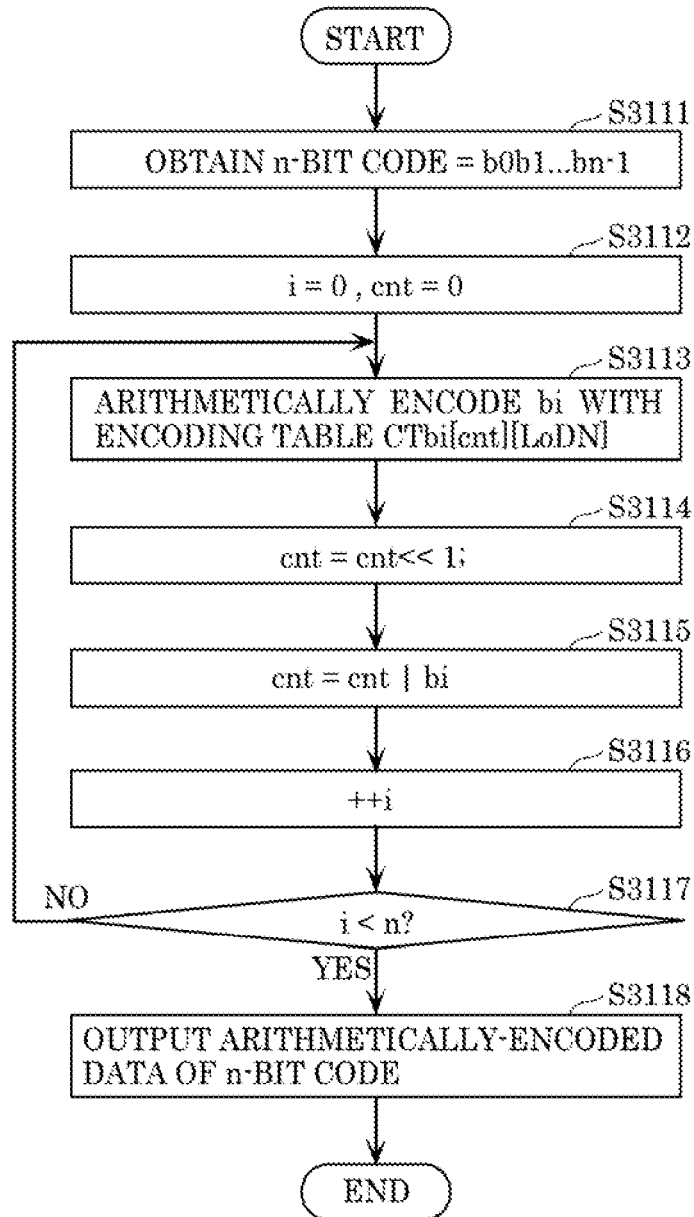 START
S3111
OBTAIN n-BIT CODE = b0b1...bn-1
S3112
i = 0 , cnt = 0
S3113
ARITHMETICALLY ENCODE bi WITH
ENCODING TABLE CTbi[cnt][LoDN]
S3114
cnt = cnt<< 1;
S3115
cnt = cnt | bi
S3116
++i
S3117
NO
i < n?
YES
S3118
OUTPUT ARITHMETICALLY-ENCODED
DATA OF n-BIT CODE
END